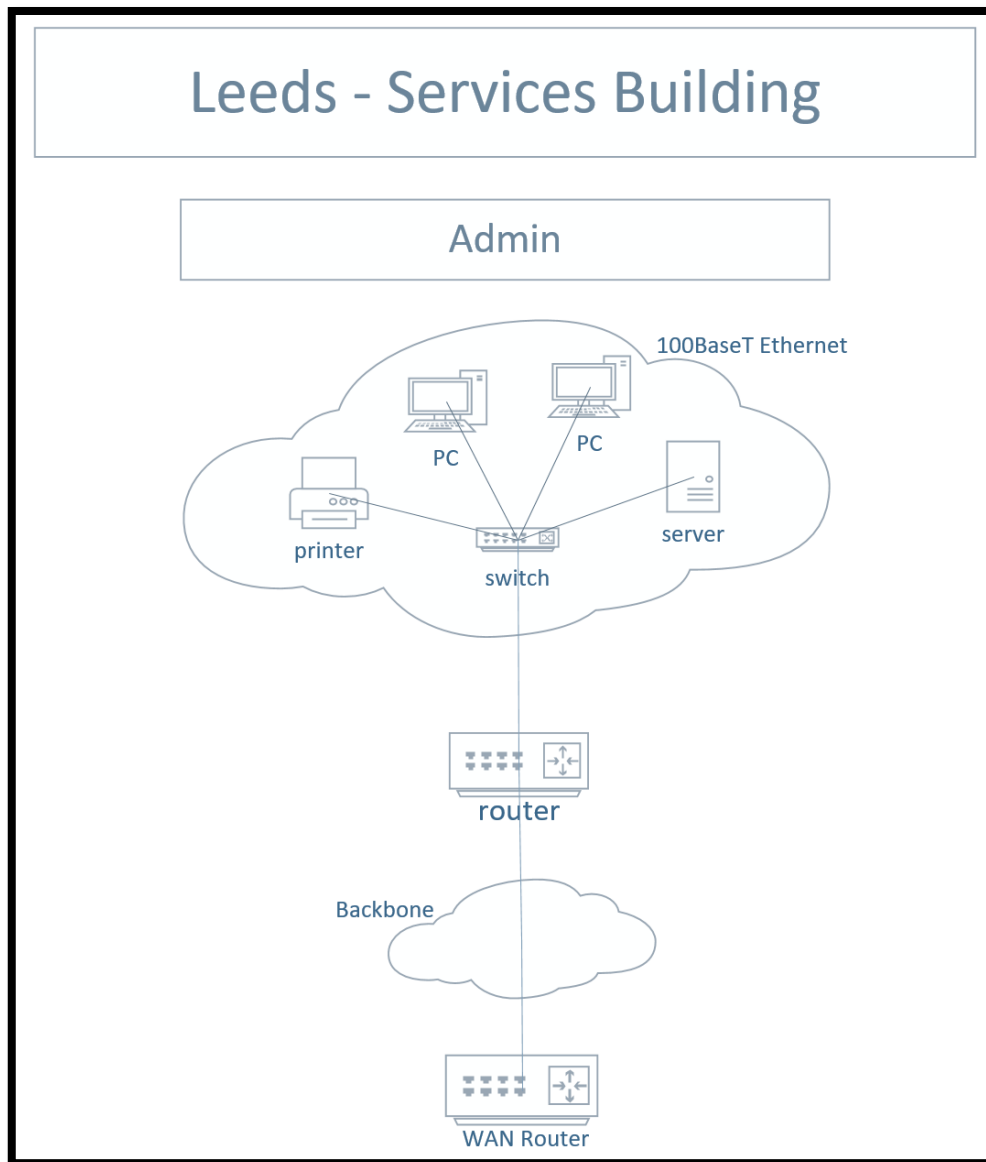 Leeds - Services Building
Admin
100BaseT Ethernet
PC
PC
printer
server
switch
router
Backbone
WAN Router